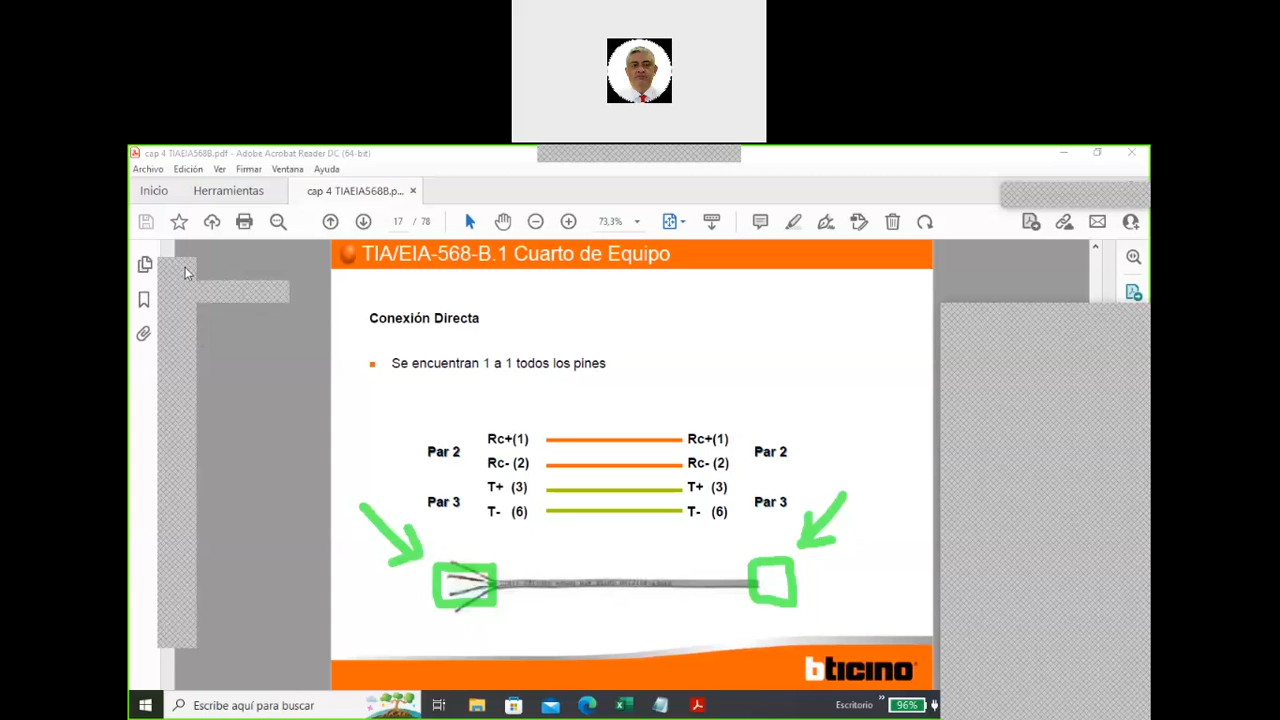 cap 4 TIAEIA568B.pdf - Adobe Acrobat Reader DC (64-bit)
Archivo Edición Ver Firmar Ventana Ayuda
Inicio Herramientas cap 4 TIAEIA568B.p...
17 / 78 73,3%
TIA/EIA-568-B.1 Cuarto de Equipo
Conexión Directa
Se encuentran 1 a 1 todos los pines
Rc+(1) Rc+(1)
Par 2 Par 2
Rc- (2) Rc- (2)
T+ (3) T+ (3)
Par 3 Par 3
T- (6) T- (6)
bticino
Escribe aquí para buscar Escritorio 96%